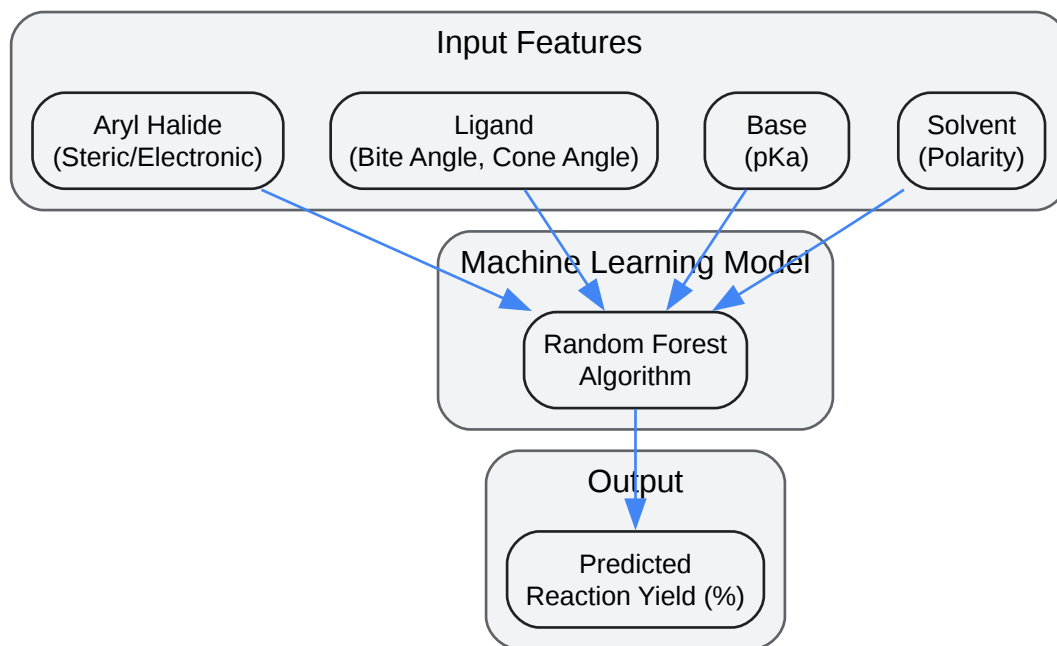 Input Features
Aryl Halide
(Steric/Electronic)
Ligand
(Bite Angle, Cone Angle)
Base
(pKa)
Solvent
(Polarity)
Machine Learning Model
Random Forest
Algorithm
Output
Predicted
Reaction Yield (%)